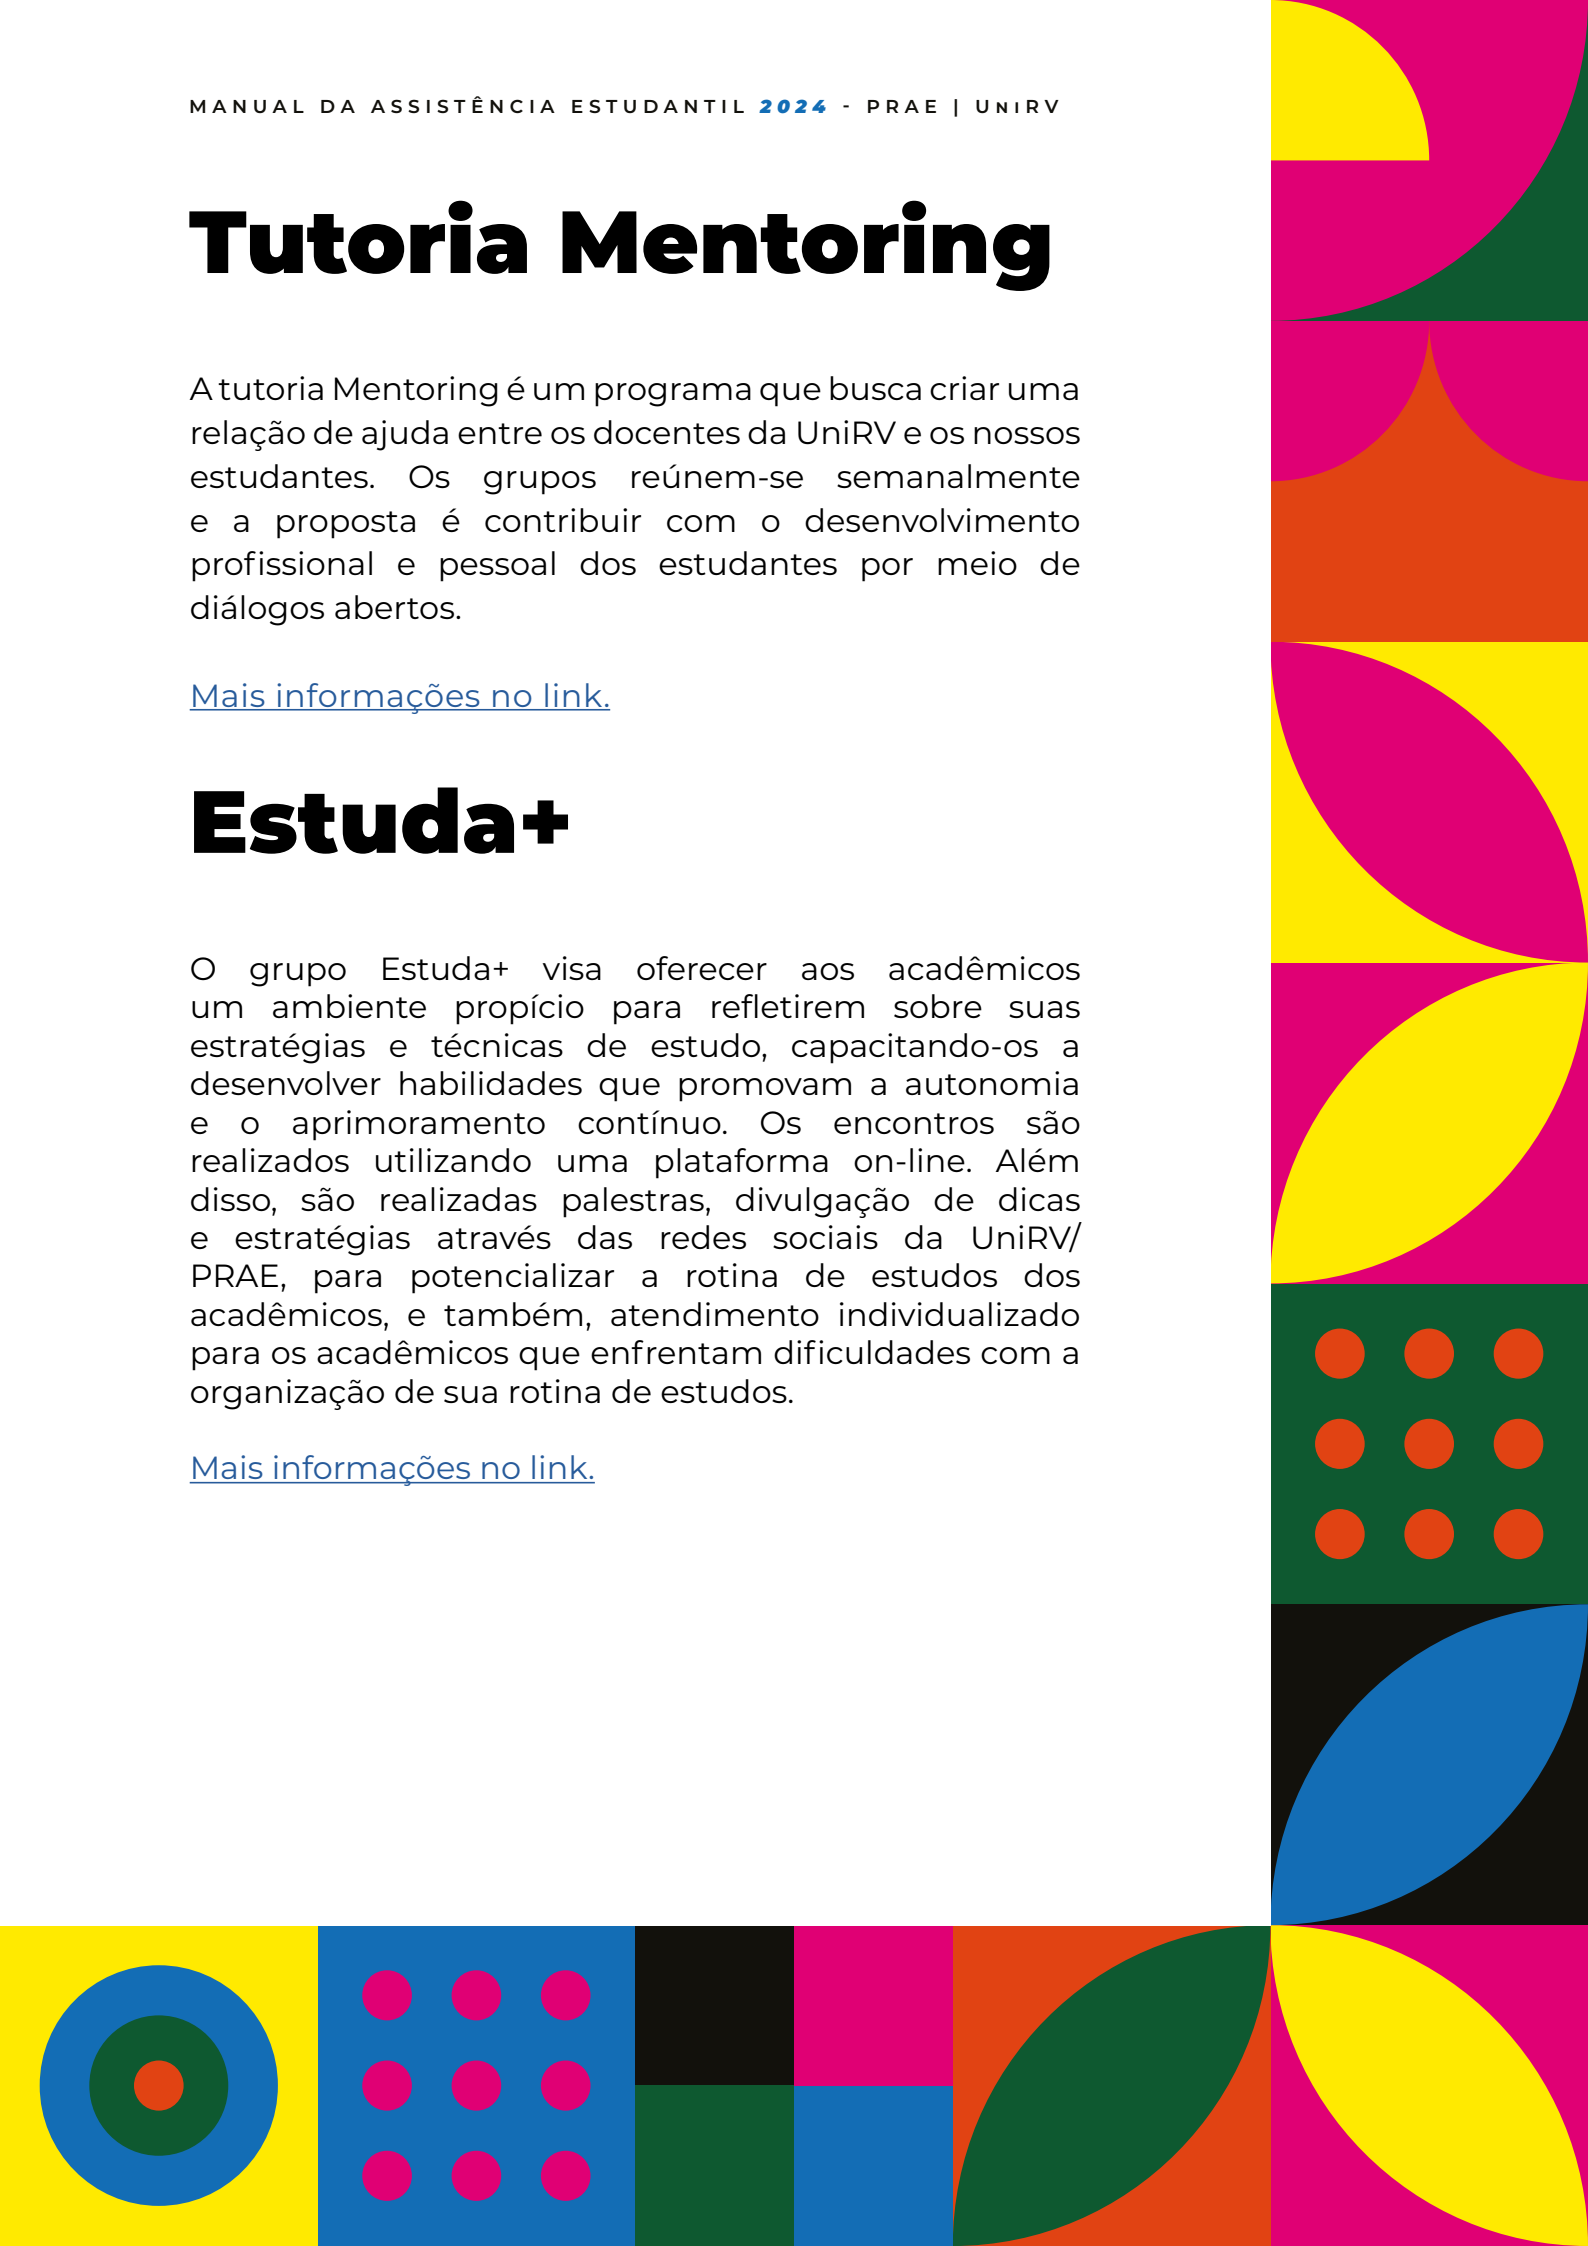 MANUAL DA ASSISTÊNCIA ESTUDANTIL 2024 - PRAE | UNIRV
Tutoria Mentoring
A tutoria Mentoring é um programa que busca criar uma
relação de ajuda entre os docentes da UniRV e os nossos
estudantes. Os grupos reúnem-se semanalmente
e a proposta é contribuir com o desenvolvimento
profissional e pessoal dos estudantes por meio de
diálogos abertos.
Mais informações no link.
Estuda+
O grupo Estuda+ visa oferecer aos acadêmicos
um ambiente propício para refletirem sobre suas
estratégias e técnicas de estudo, capacitando-os a
desenvolver habilidades que promovam a autonomia
e o aprimoramento contínuo. Os encontros são
realizados utilizando uma plataforma on-line. Além
disso, são realizadas palestras, divulgação de dicas
e estratégias através das redes sociais da UniRV/
PRAE, para potencializar a rotina de estudos dos
acadêmicos, e também, atendimento individualizado
para os acadêmicos que enfrentam dificuldades com a
organização de sua rotina de estudos.
Mais informações no link.